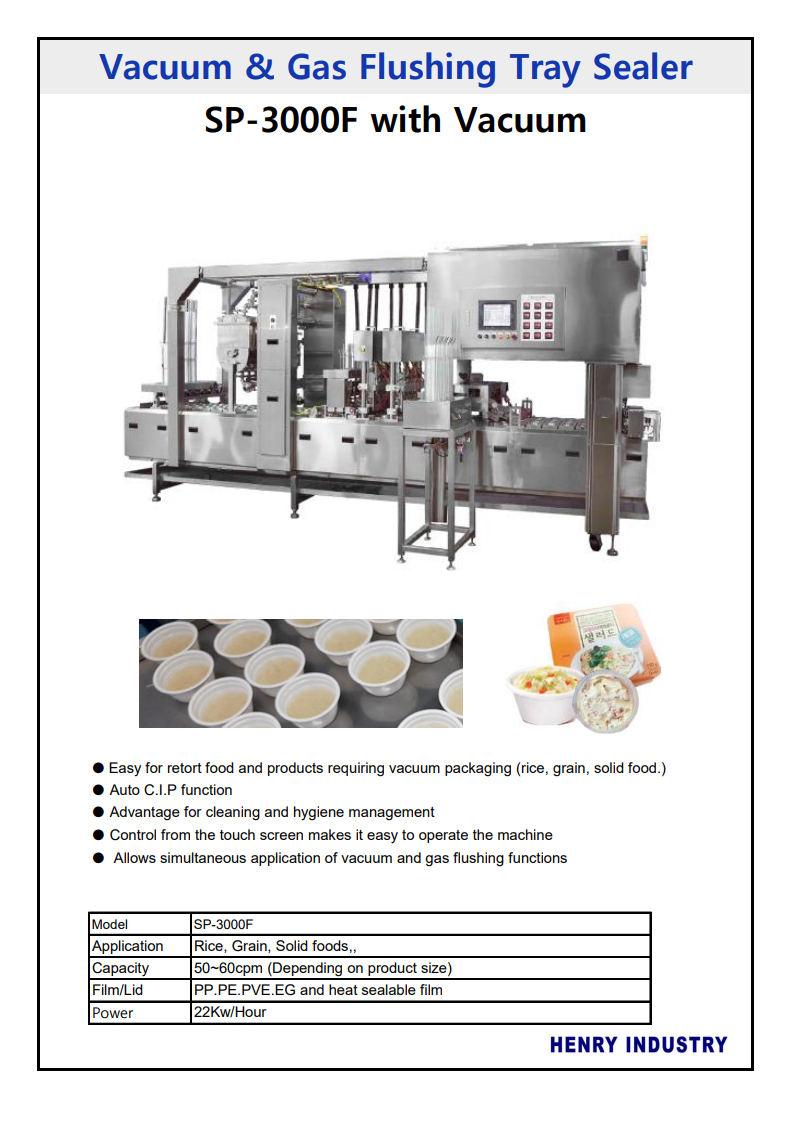 Vacuum & Gas Flushing Tray Sealer
SP-3000F with Vacuum
샐러드
● Easy for retort food and products requiring vacuum packaging (rice, grain, solid food.)
● Auto C.I.P function
● Advantage for cleaning and hygiene management
● Control from the touch screen makes it easy to operate the machine
● Allows simultaneous application of vacuum and gas flushing functions
Model SP-3000F
Application Rice, Grain, Solid foods,,
Capacity 50~60cpm (Depending on product size)
Film/Lid PP.PE.PVE.EG and heat sealable film
Power 22Kw/Hour
HENRY INDUSTRY